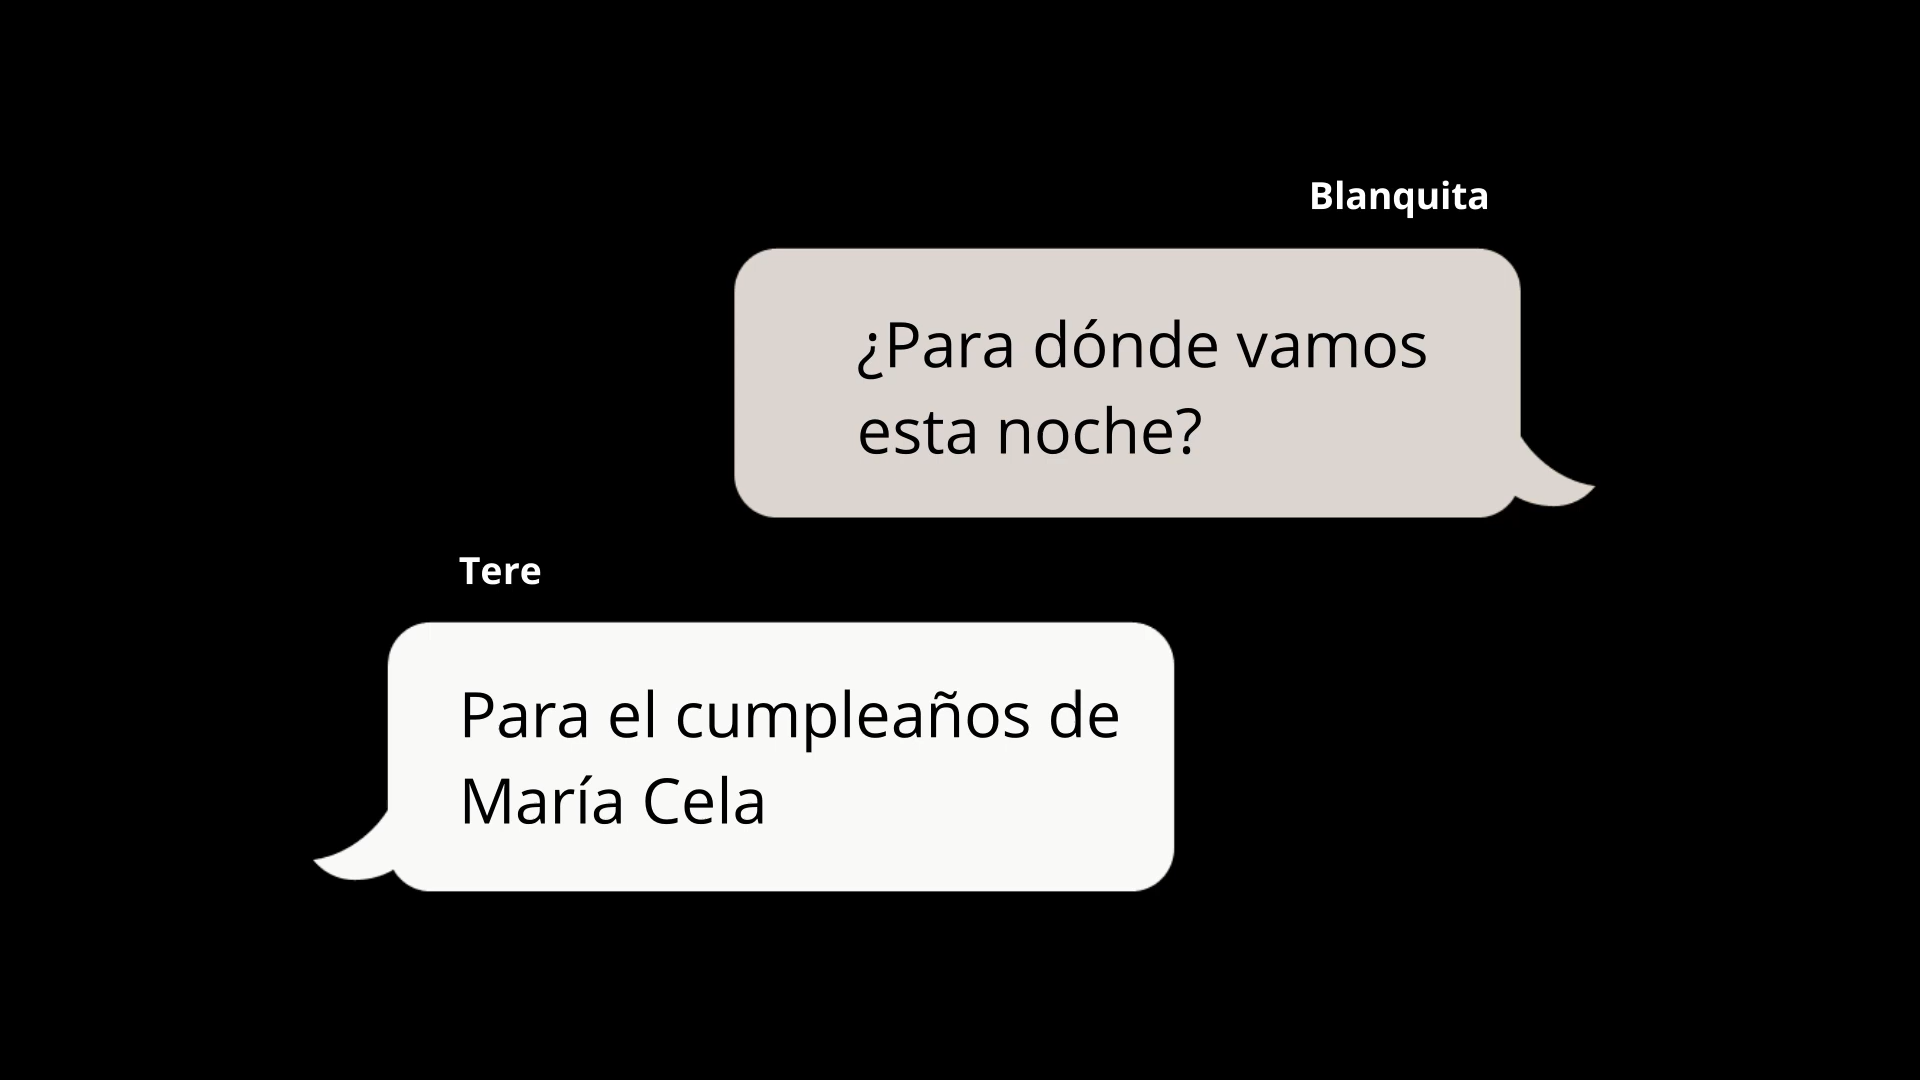 Blanquita
¿Para dónde vamos
esta noche?
Tere
Para el cumpleaños de
María Cela